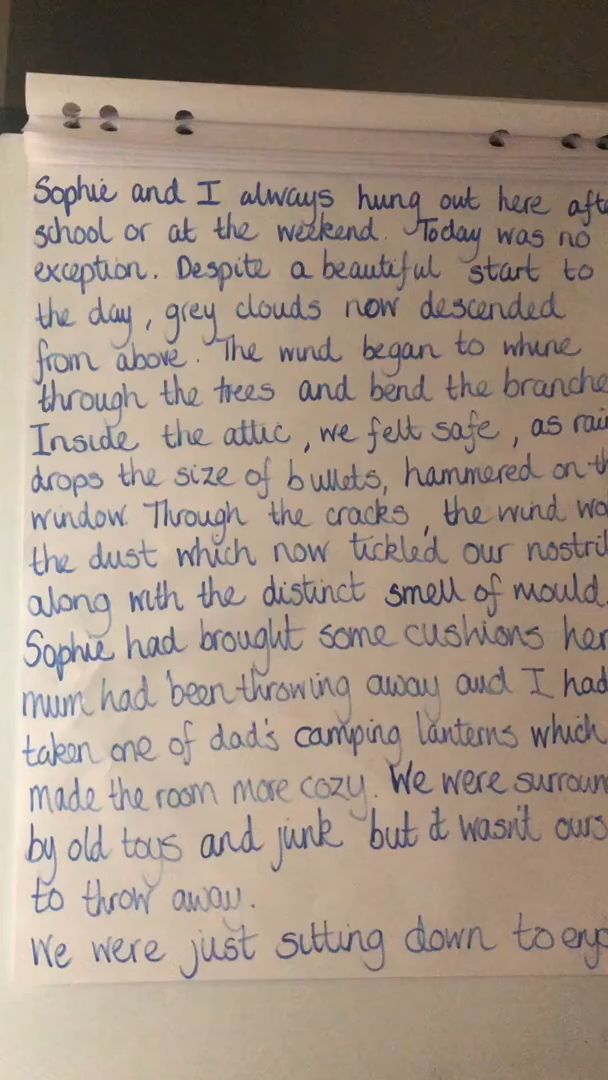 Sophie and I always hung out here afte
school or at the weekend. Today was no
exception. Despite a beautiful start to
the day, grey clouds now descended
from above. The wind began to whine
through the trees and bend the branche
Inside the attic, we felt safe, as rai
drops the size of bullets, hammered on th
window. Through the cracks, the wind wo
the dust which now tickled our nostril
along with the distinct smell of mould.
Sophie had brought some cushions her
mum had been throwing away and I had
taken one of dad's camping lanterns which
made the room more cozy. We were surroun
by old toys and junk but it wasn't ours
to throw away.
We were just sitting down to enjo